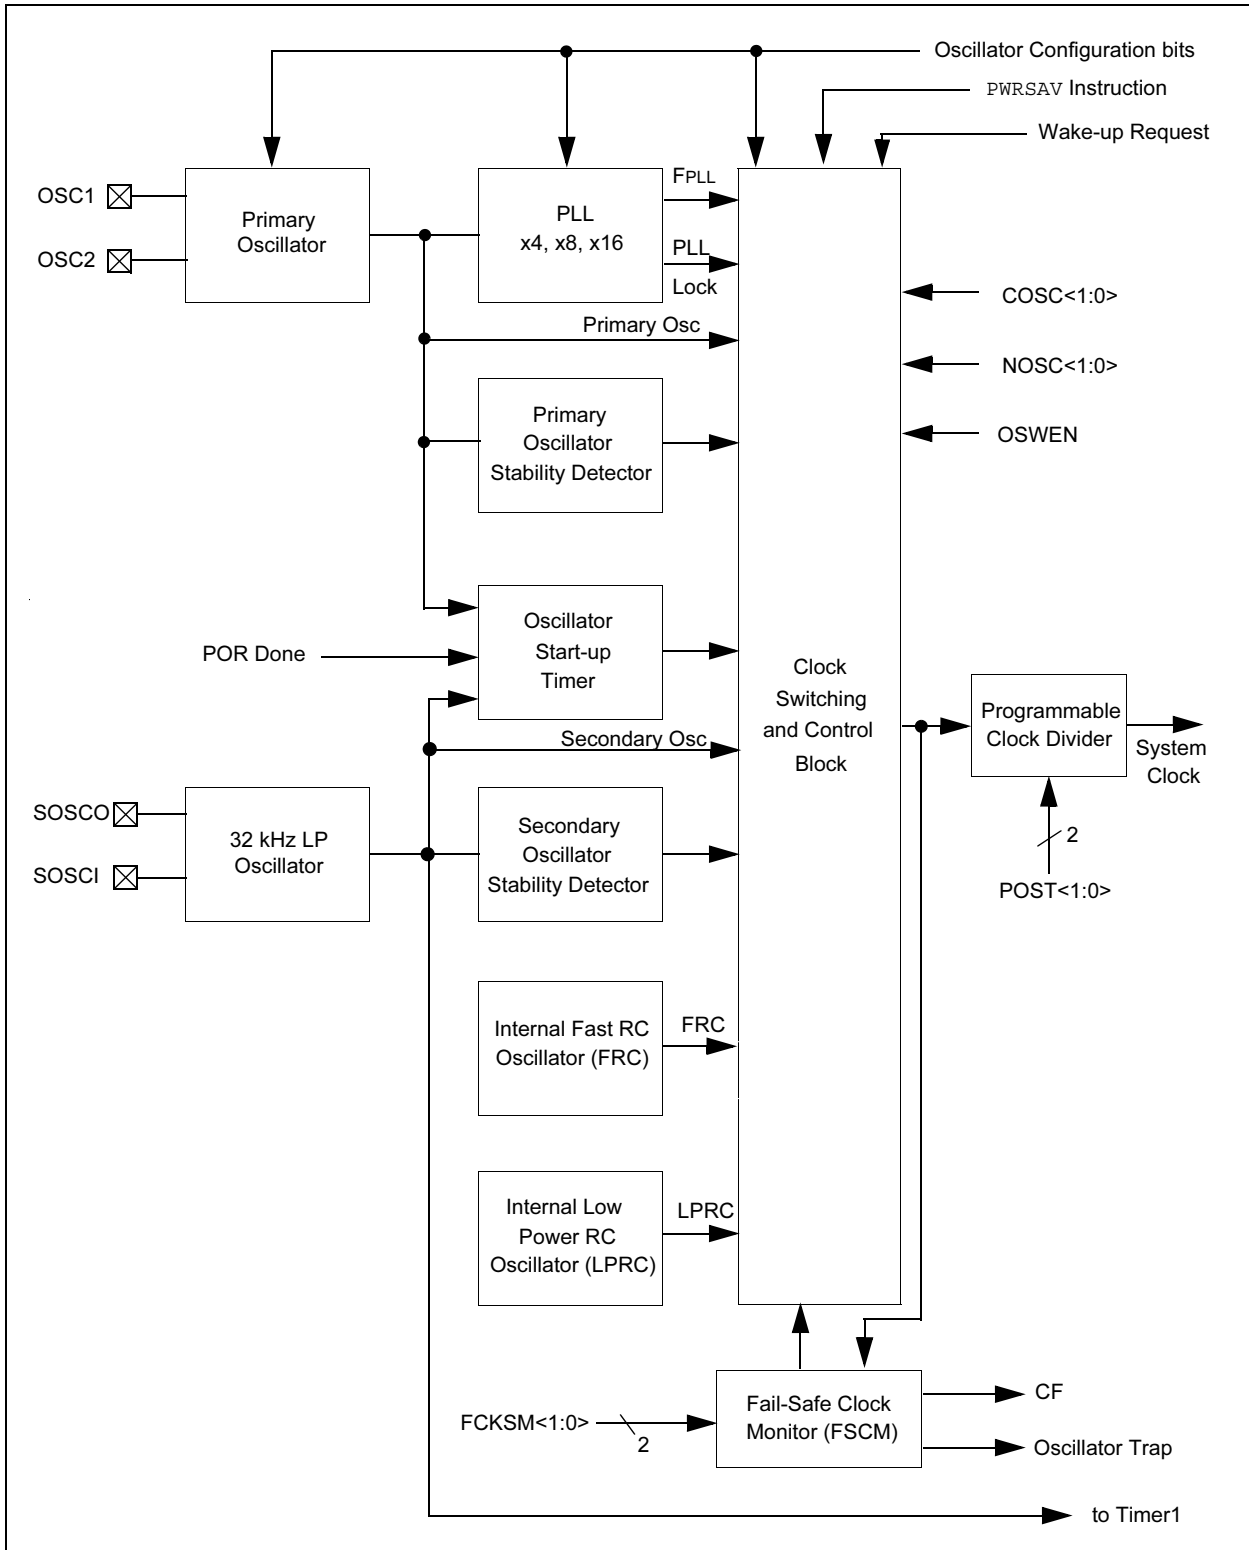 Oscillator Configuration bits
PWRSAV Instruction
Wake-up Request
OSC1
OSC2
Primary
Oscillator
PLL
x4, x8, x16
FPLL
PLL
Lock
COSC<1:0>
NOSC<1:0>
OSWEN
Primary Osc
Primary
Oscillator
Stability Detector
POR Done
Oscillator
Start-up
Timer
Clock
Switching
and Control
Block
Programmable
Clock Divider
System
Clock
2
POST<1:0>
Secondary Osc
SOSCO
SOSCI
32 kHz LP
Oscillator
Secondary
Oscillator
Stability Detector
Internal Fast RC
Oscillator (FRC)
FRC
Internal Low
Power RC
Oscillator (LPRC)
LPRC
FCKSM<1:0>
2
Fail-Safe Clock
Monitor (FSCM)
CF
Oscillator Trap
to Timer1